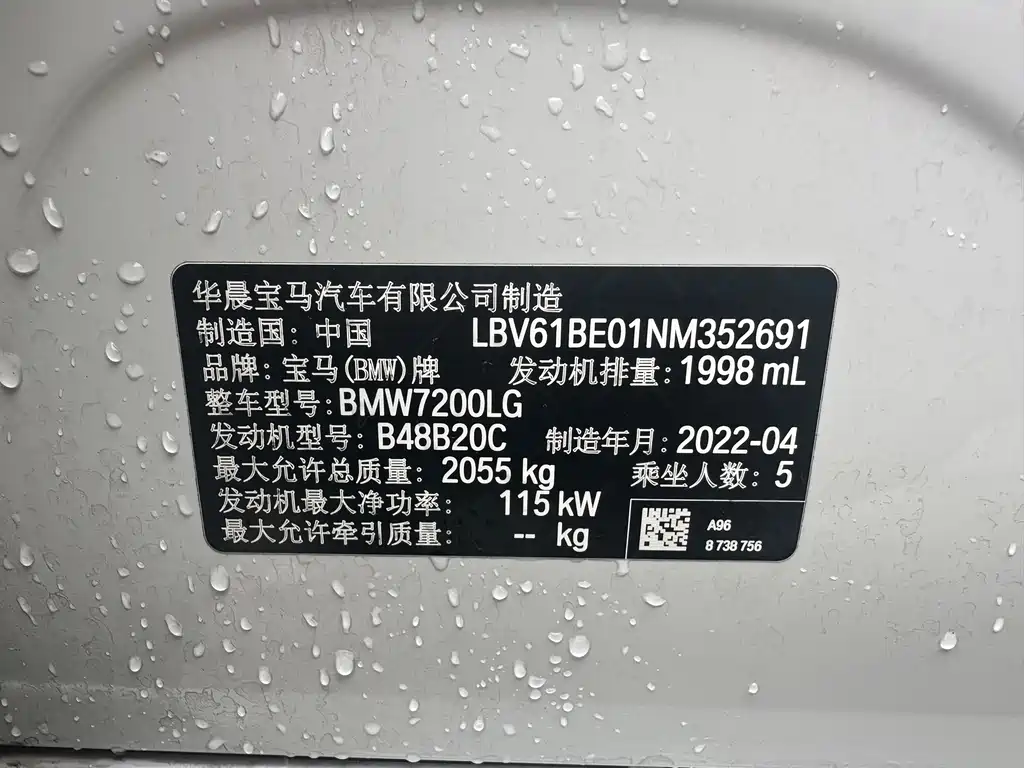 华晨宝马汽车有限公司制造
制造国：中国 LBV61BE01NM352691
品牌：宝马(BMW)牌 发动机排量：1998 mL
整车型号：BMW7200LG
发动机型号：B48B20C 制造年月：2022-04
最大允许总质量：2055 kg 乘坐人数：5
发动机最大净功率：115 kW
最大允许牵引质量：-- kg
A96
8 738 756